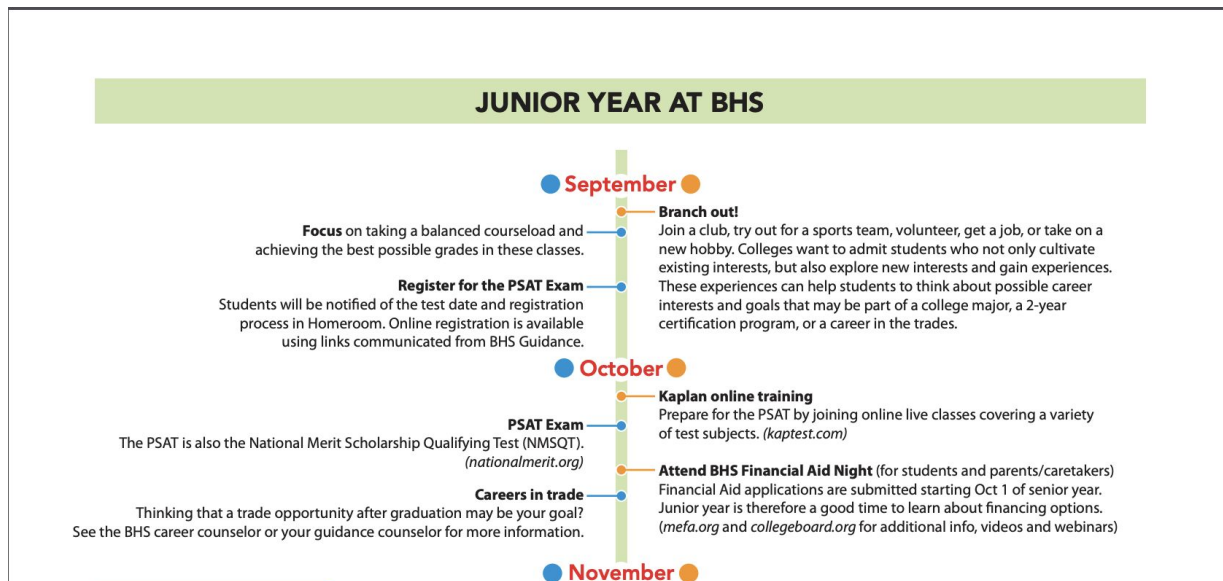 JUNIOR YEAR AT BHS
September
Focus on taking a balanced courseload and
achieving the best possible grades in these classes.
Register for the PSAT Exam
Students will be notified of the test date and registration
process in Homeroom. Online registration is available
using links communicated from BHS Guidance.
Branch out!
Join a club, try out for a sports team, volunteer, get a job, or take on a
new hobby. Colleges want to admit students who not only cultivate
existing interests, but also explore new interests and gain experiences.
These experiences can help students to think about possible career
interests and goals that may be part of a college major, a 2-year
certification program, or a career in the trades.
October
PSAT Exam
The PSAT is also the National Merit Scholarship Qualifying Test (NMSQT).
(nationalmerit.org)
Careers in trade
Thinking that a trade opportunity after graduation may be your goal?
See the BHS career counselor or your guidance counselor for more information.
Kaplan online training
Prepare for the PSAT by joining online live classes covering a variety
of test subjects. (kaptest.com)
Attend BHS Financial Aid Night (for students and parents/caretakers)
Financial Aid applications are submitted starting Oct 1 of senior year.
Junior year is therefore a good time to learn about financing options.
(mefa.org and collegeboard.org for additional info, videos and webinars)
November